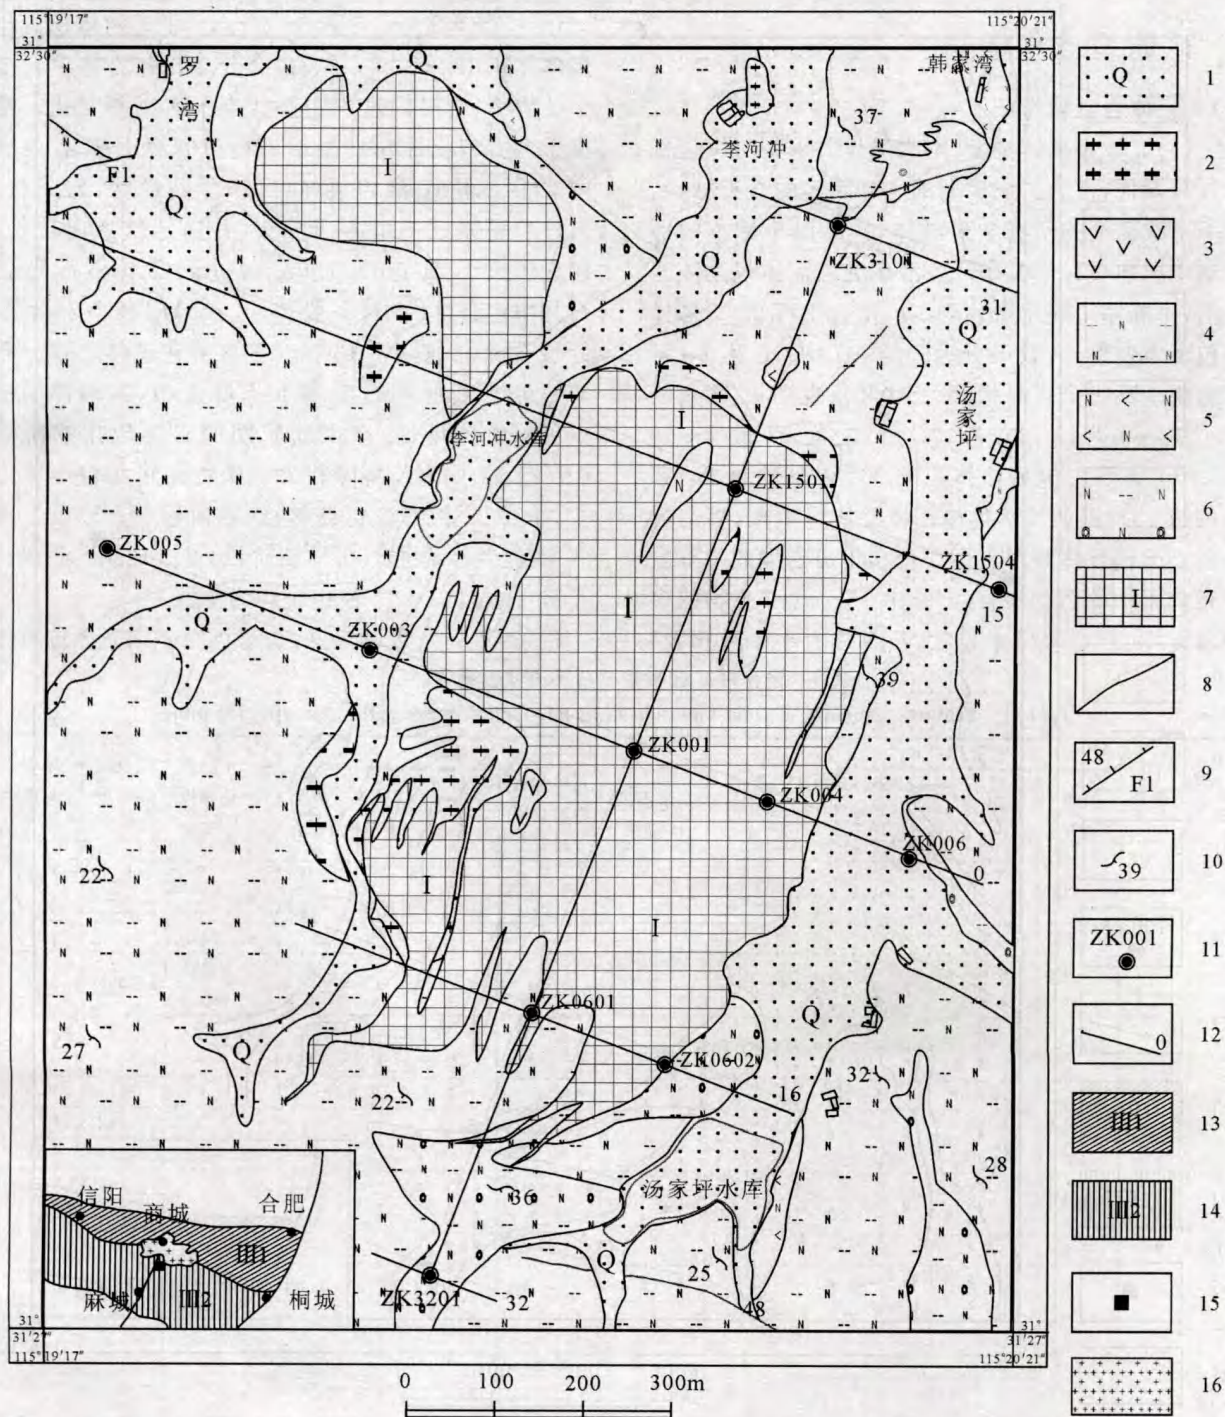 115°19′17″
115°20′21″
31°
32′30″
31°
32′30″
Q
罗
湾
韩家湾
37
I
李河冲
F1
Q
Q
ZK3101
31
Q
汤
家
坪
I
李河冲水库
N
ZK1501
ZK005
ZK1504
15
I
Q
ZK003
39
ZK001
ZK004
ZK006
0
22
I
I
ZK0601
Q
27
Q
ZK0602
32
16
22
28
36
汤家坪水库
Q
25
ZK3201
32
48
信阳
商城
合肥
III1
麻城
III2
桐城
31°
31′27″
115°19′17″
31°
31′27″
115°20′21″
0 100 200 300m
Q 1
2
3
4
5
6
I 7
8
48 F1 9
39 10
ZK001 11
0 12
III1 13
III2 14
15
16